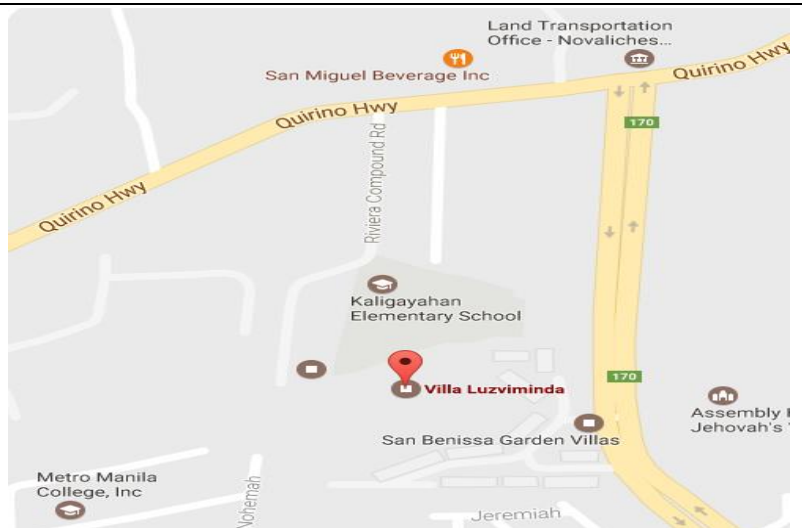 Land Transportation
Office - Novaliches...
San Miguel Beverage Inc
Quirino Hwy
Quirino Hwy
Quirino Hwy
170
Riviera Compound Rd
Kaligayahan
Elementary School
Villa Luzviminda
170
Assembly
Jehovah's
San Benissa Garden Villas
Metro Manila
College, Inc
Nohemah
Jeremiah